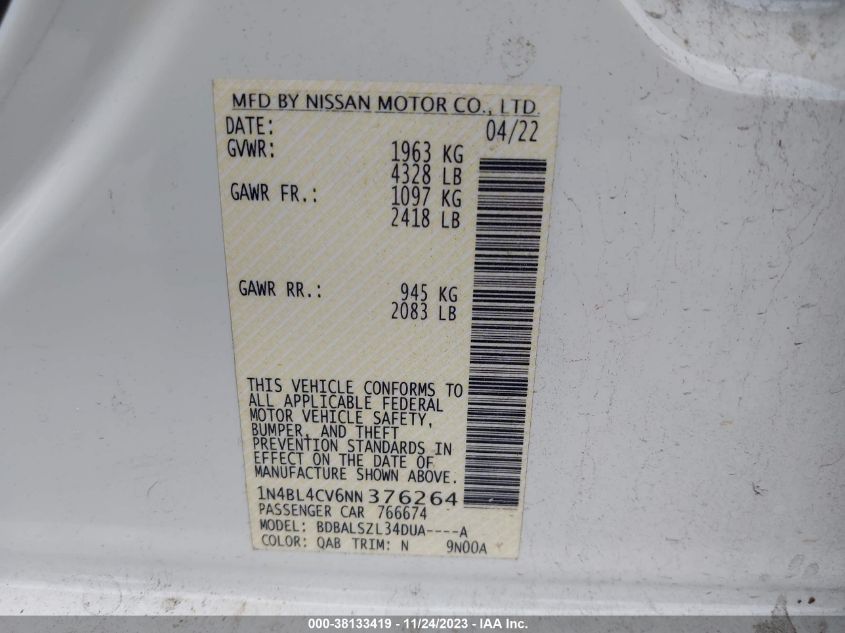 MFD BY NISSAN MOTOR CO., LTD.
DATE: 04/22
GVWR: 1963 KG
4328 LB
GAWR FR.: 1097 KG
2418 LB
GAWR RR.: 945 KG
2083 LB
THIS VEHICLE CONFORMS TO
ALL APPLICABLE FEDERAL
MOTOR VEHICLE SAFETY,
BUMPER, AND THEFT
PREVENTION STANDARDS IN
EFFECT ON THE DATE OF
MANUFACTURE SHOWN ABOVE.
1N4BL4CV6NN376264
PASSENGER CAR 766674
MODEL: BDBALSZL34DUA----A
COLOR: QAB TRIM: N 9N00A
000-38133419 - 11/24/2023 - IAA Inc.